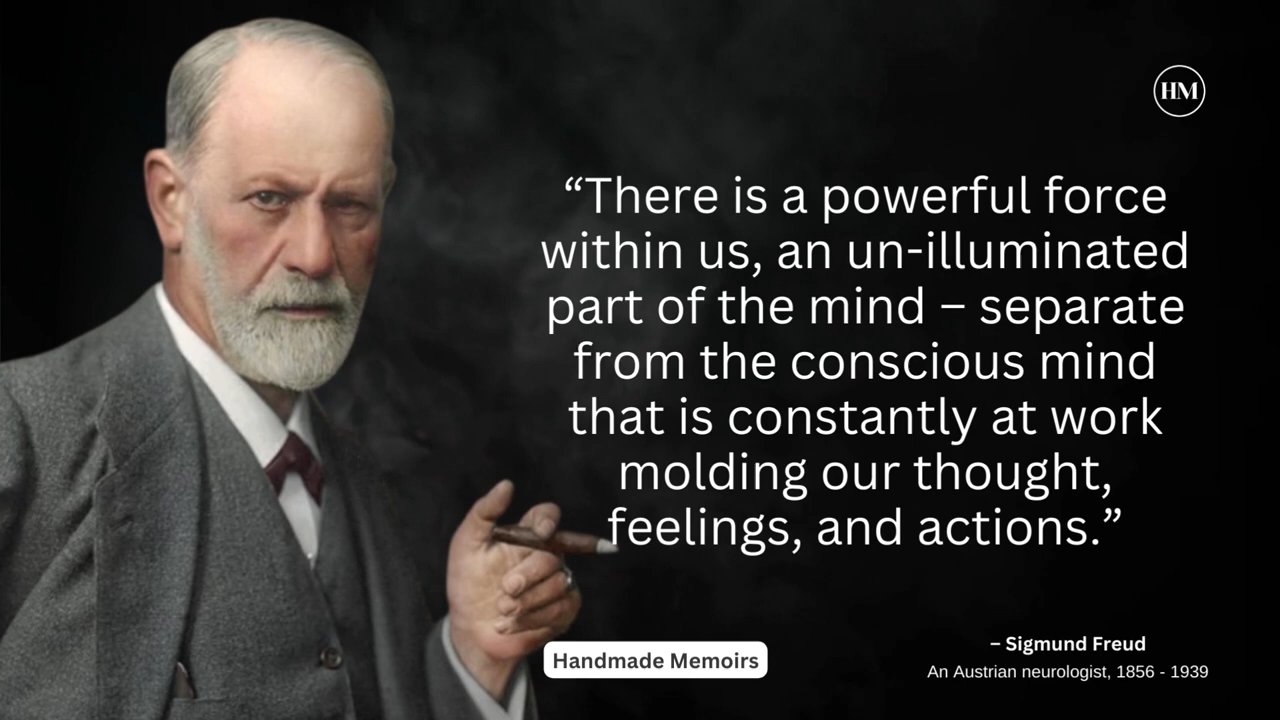 HM
“There is a powerful force
within us, an un-illuminated
part of the mind – separate
from the conscious mind
that is constantly at work
molding our thought,
feelings, and actions.”
– Sigmund Freud
An Austrian neurologist, 1856 - 1939
Handmade Memoirs